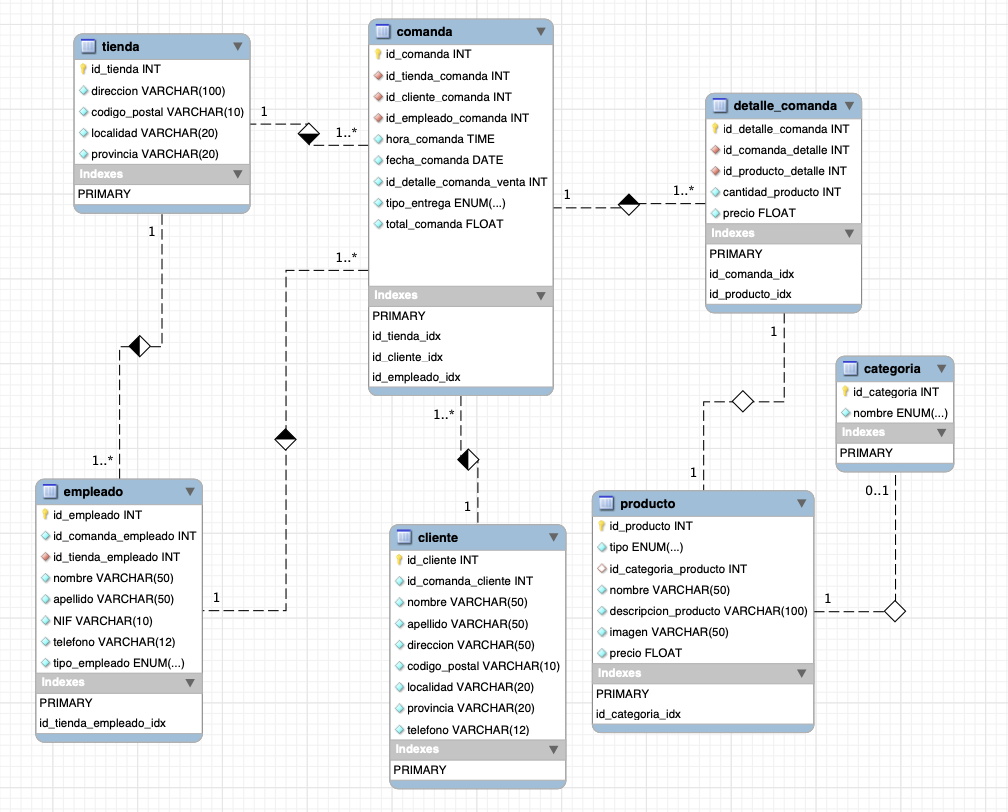 tienda
id_tienda INT
direccion VARCHAR(100)
codigo_postal VARCHAR(10)
localidad VARCHAR(20)
provincia VARCHAR(20)
Indexes
PRIMARY
1
1..*
comanda
id_comanda INT
id_tienda_comanda INT
id_cliente_comanda INT
id_empleado_comanda INT
hora_comanda TIME
fecha_comanda DATE
id_detalle_comanda_venta INT
tipo_entrega ENUM(...)
total_comanda FLOAT
Indexes
PRIMARY
id_tienda_idx
id_cliente_idx
id_empleado_idx
1
1..*
detalle_comanda
id_detalle_comanda INT
id_comanda_detalle INT
id_producto_detalle INT
cantidad_producto INT
precio FLOAT
Indexes
PRIMARY
id_comanda_idx
id_producto_idx
1
1..*
1..*
1
1
1..*
1
1
categoria
id_categoria INT
nombre ENUM(...)
Indexes
PRIMARY
0..1
1
empleado
id_empleado INT
id_comanda_empleado INT
id_tienda_empleado INT
nombre VARCHAR(50)
apellido VARCHAR(50)
NIF VARCHAR(10)
telefono VARCHAR(12)
tipo_empleado ENUM(...)
Indexes
PRIMARY
id_tienda_empleado_idx
cliente
id_cliente INT
id_comanda_cliente INT
nombre VARCHAR(50)
apellido VARCHAR(50)
direccion VARCHAR(50)
codigo_postal VARCHAR(10)
localidad VARCHAR(20)
provincia VARCHAR(20)
telefono VARCHAR(12)
Indexes
PRIMARY
producto
id_producto INT
tipo ENUM(...)
id_categoria_producto INT
nombre VARCHAR(50)
descripcion_producto VARCHAR(100)
imagen VARCHAR(50)
precio FLOAT
Indexes
PRIMARY
id_categoria_idx
1